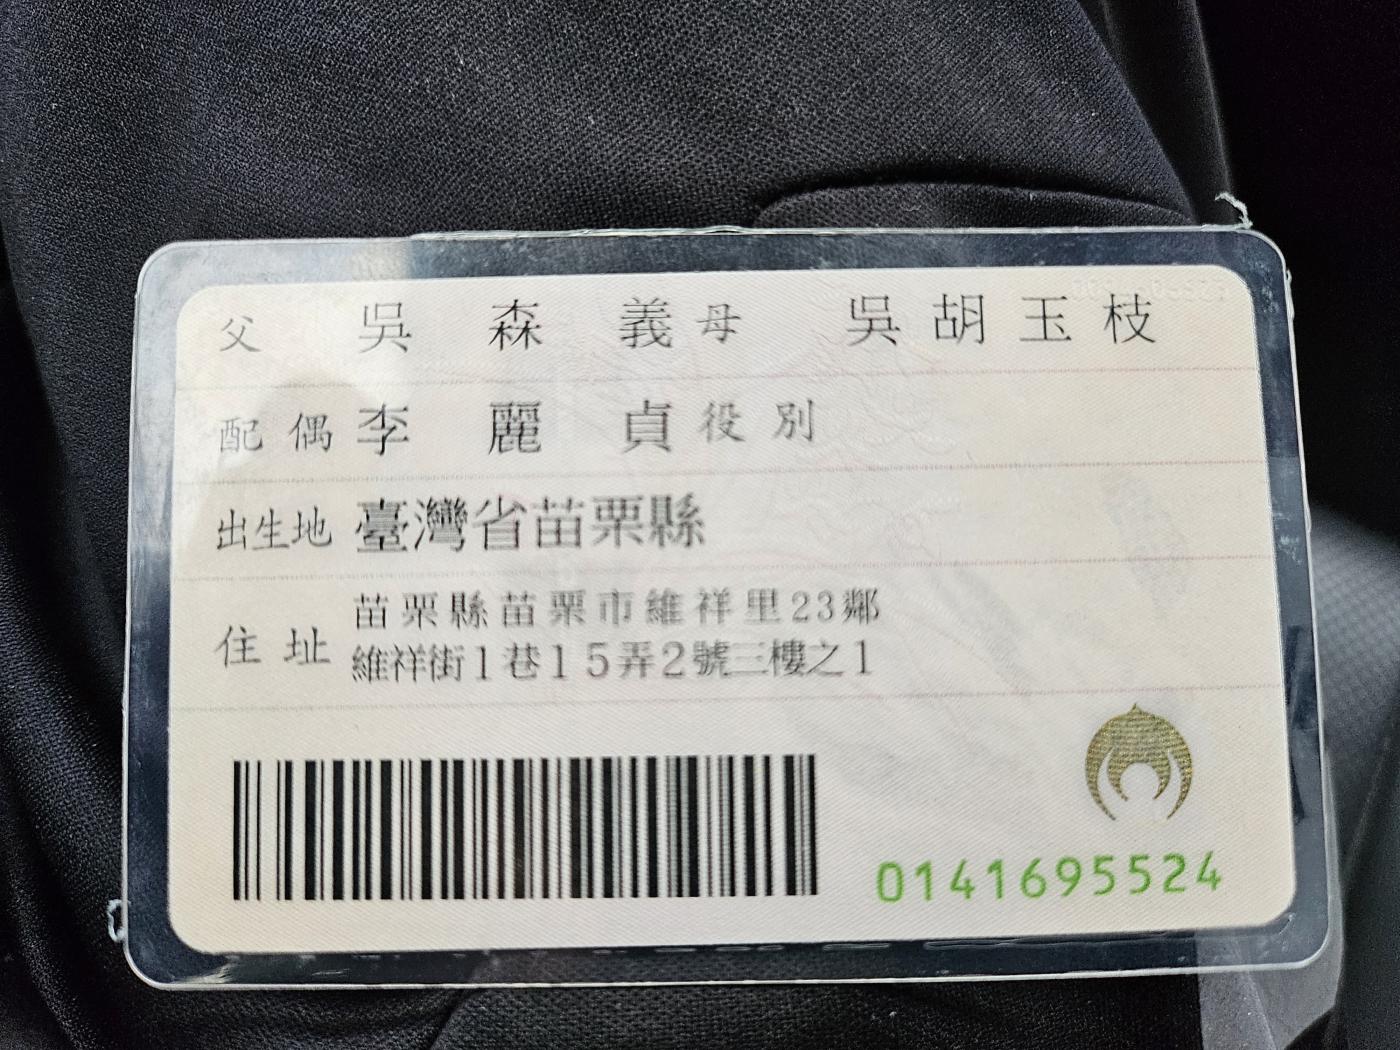 父 吳森義 母 吳胡玉枝
配偶 李麗貞 役別
出生地 臺灣省苗栗縣
住址 苗栗縣苗栗市維祥里23鄰
維祥街1巷15弄2號三樓之1
0141695524